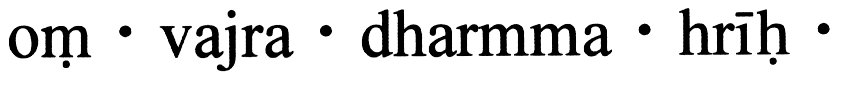 oṃ · vajra · dharmma · hrīḥ ·